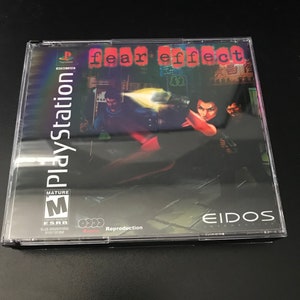 fear effect
PlayStation
MATURE
M
ESRB
Reproduction
EIDOS